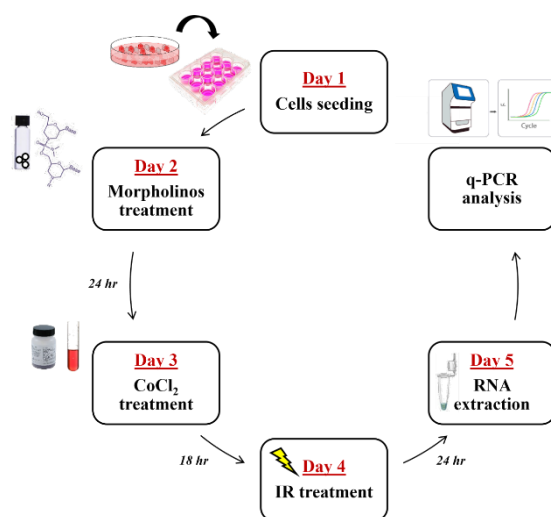 Day 1
Cells seeding
Day 2
Morpholinos
treatment
24 hr
Day 3
CoCl₂
treatment
18 hr
Day 4
IR treatment
24 hr
Day 5
RNA
extraction
q-PCR
analysis
Cycle